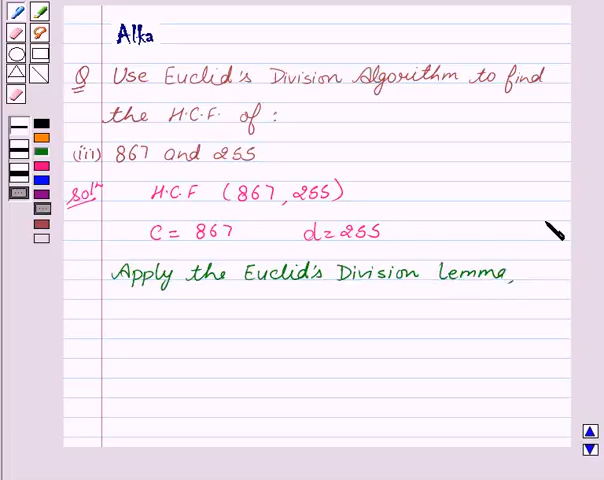 Alka
Q Use Euclid's Division Algorithm to find
the H.C.F. of :
(iii) 867 and 255
Solⁿ H.C.F (867, 255)
C = 867 d = 255
Apply the Euclid's Division Lemma,